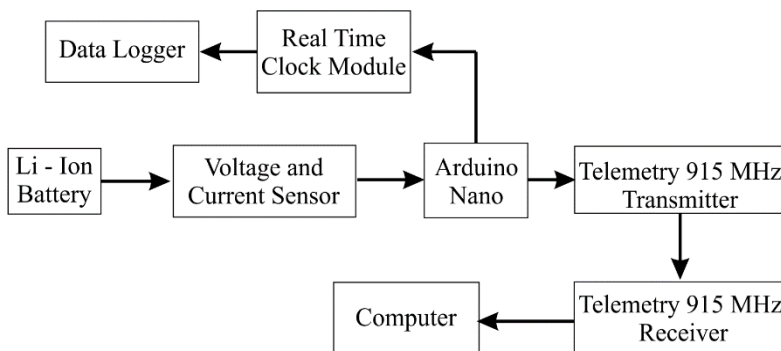 Data Logger
Real Time
Clock Module
Li - Ion
Battery
Voltage and
Current Sensor
Arduino
Nano
Telemetry 915 MHz
Transmitter
Computer
Telemetry 915 MHz
Receiver